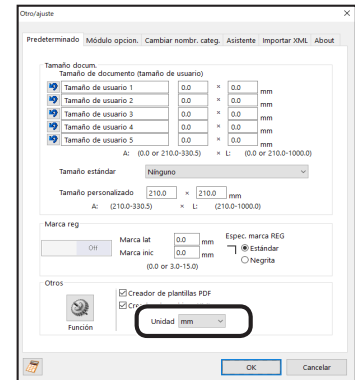 Otro/ajuste
Predeterminado Módulo opcion. Cambiar nombr. categ. Asistente Importar XML About
Tamaño docum.
Tamaño de documento (tamaño de usuario)
Tamaño de usuario 1 0.0 × 0.0 mm
Tamaño de usuario 2 0.0 × 0.0 mm
Tamaño de usuario 3 0.0 × 0.0 mm
Tamaño de usuario 4 0.0 × 0.0 mm
Tamaño de usuario 5 0.0 × 0.0 mm
A: (0.0 or 210.0-330.5) × L: (0.0 or 210.0-1000.0)
Tamaño estándar Ninguno
Tamaño personalizado 210.0 × 210.0 mm
A: (210.0-330.5) × L: (210.0-1000.0)
Marca reg
Off
Marca lat 0.0 mm
Marca inic 0.0 mm
(0.0 or 3.0-15.0)
Espec. marca REG
Estándar
Negrita
Otros
Función
Creador de plantillas PDF
Unidad mm
OK Cancelar